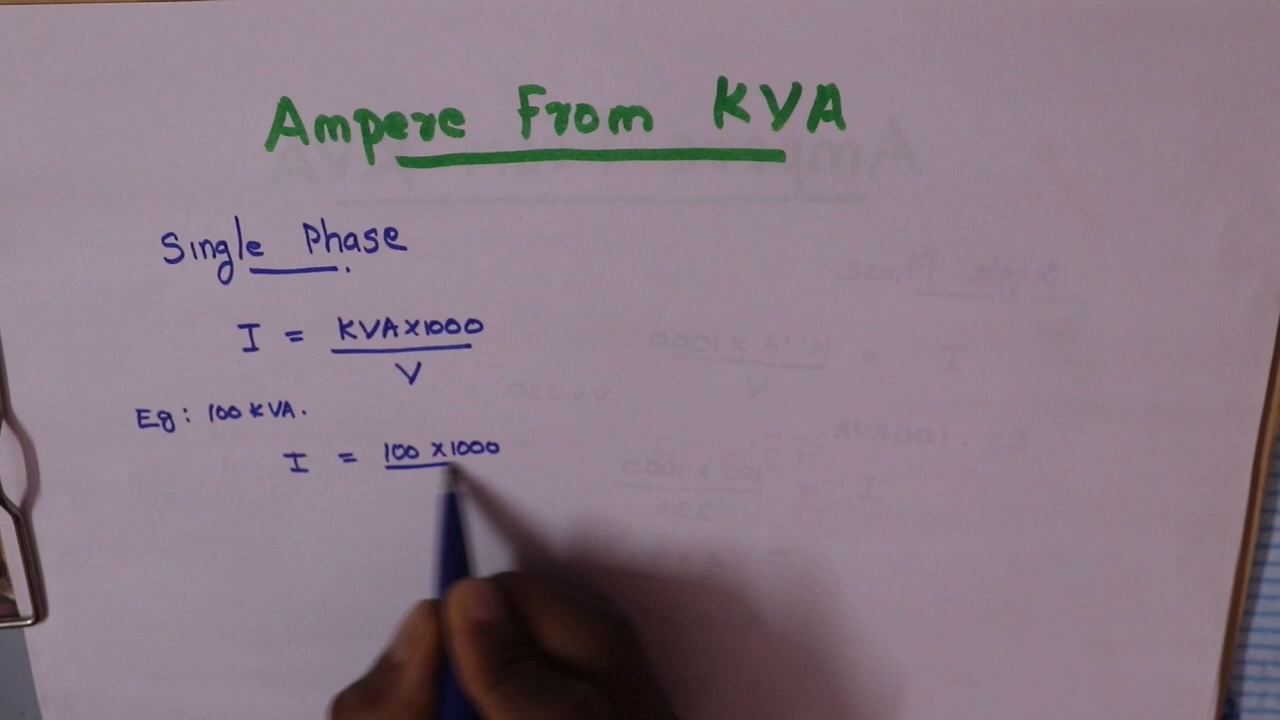 Ampere From KVA
Single Phase
I = KVA×1000
V
Eg: 100 KVA.
I = 100 ×1000